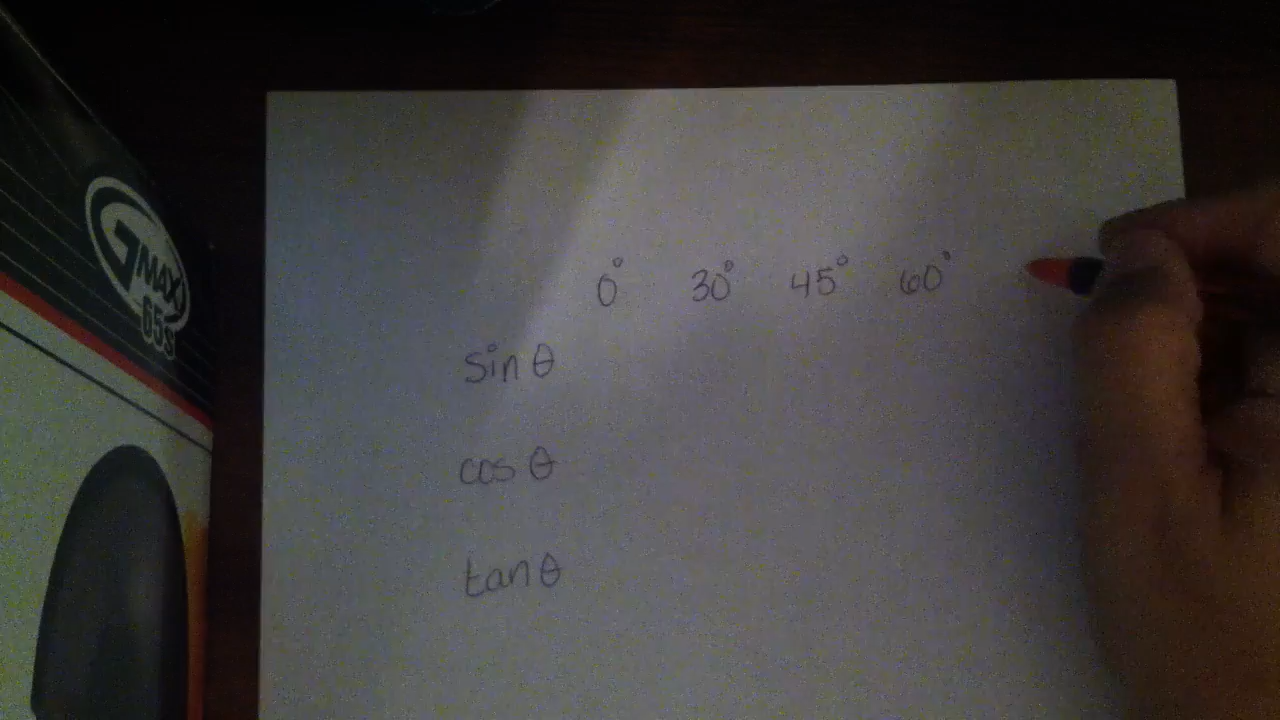 GMAX
65S
0° 30° 45° 60°
sin θ
cos θ
tan θ